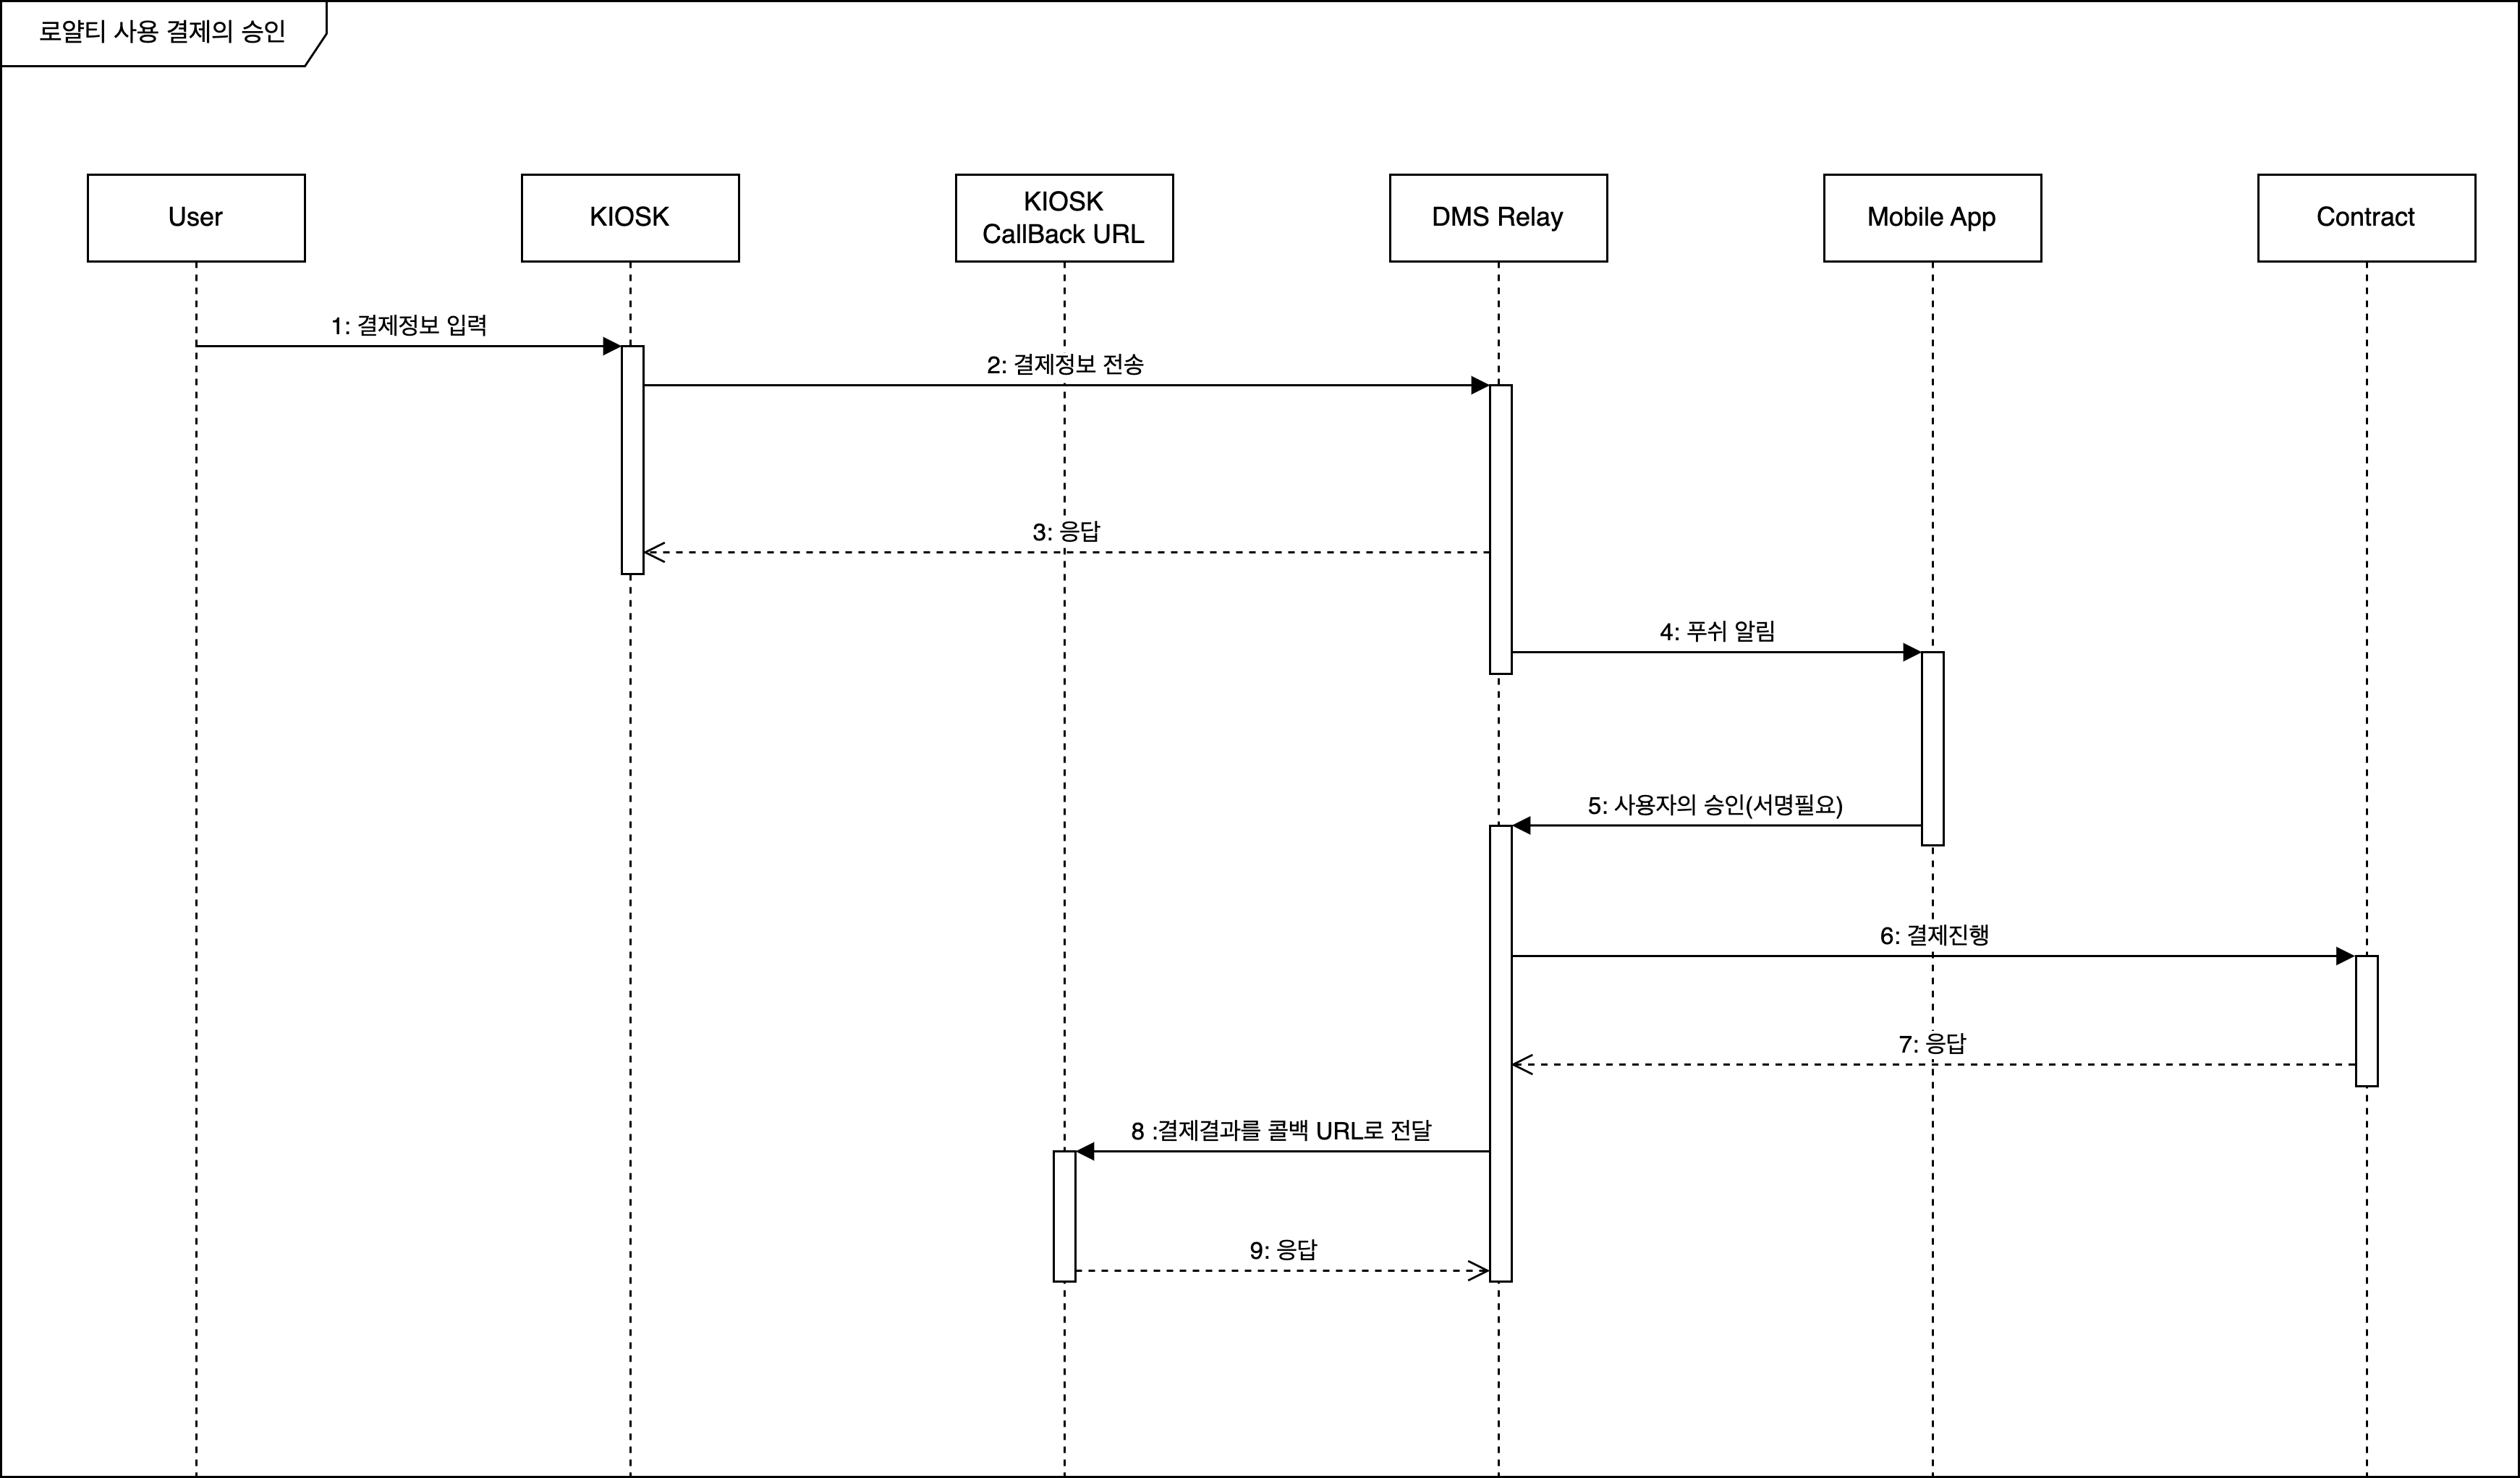 로얄티 사용 결제의 승인
User
KIOSK
KIOSK
CallBack URL
DMS Relay
Mobile App
Contract
1: 결제정보 입력
2: 결제정보 전송
3: 응답
4: 푸쉬 알림
5: 사용자의 승인(서명필요)
6: 결제진행
7: 응답
8 :결제결과를 콜백 URL로 전달
9: 응답